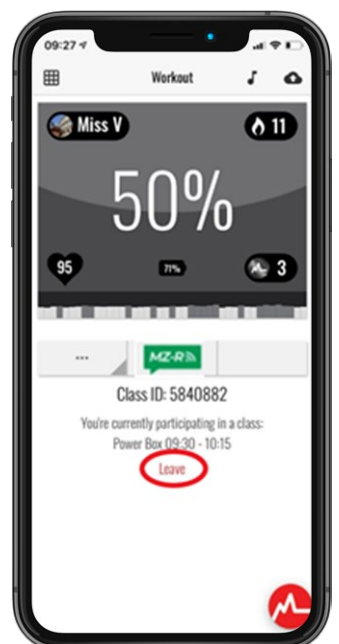 09:27
Workout
Miss V
11
50%
95
71%
3
...
MZ-R
Class ID: 5840882
You're currently participating in a class:
Power Box 09:30 - 10:15
Leave